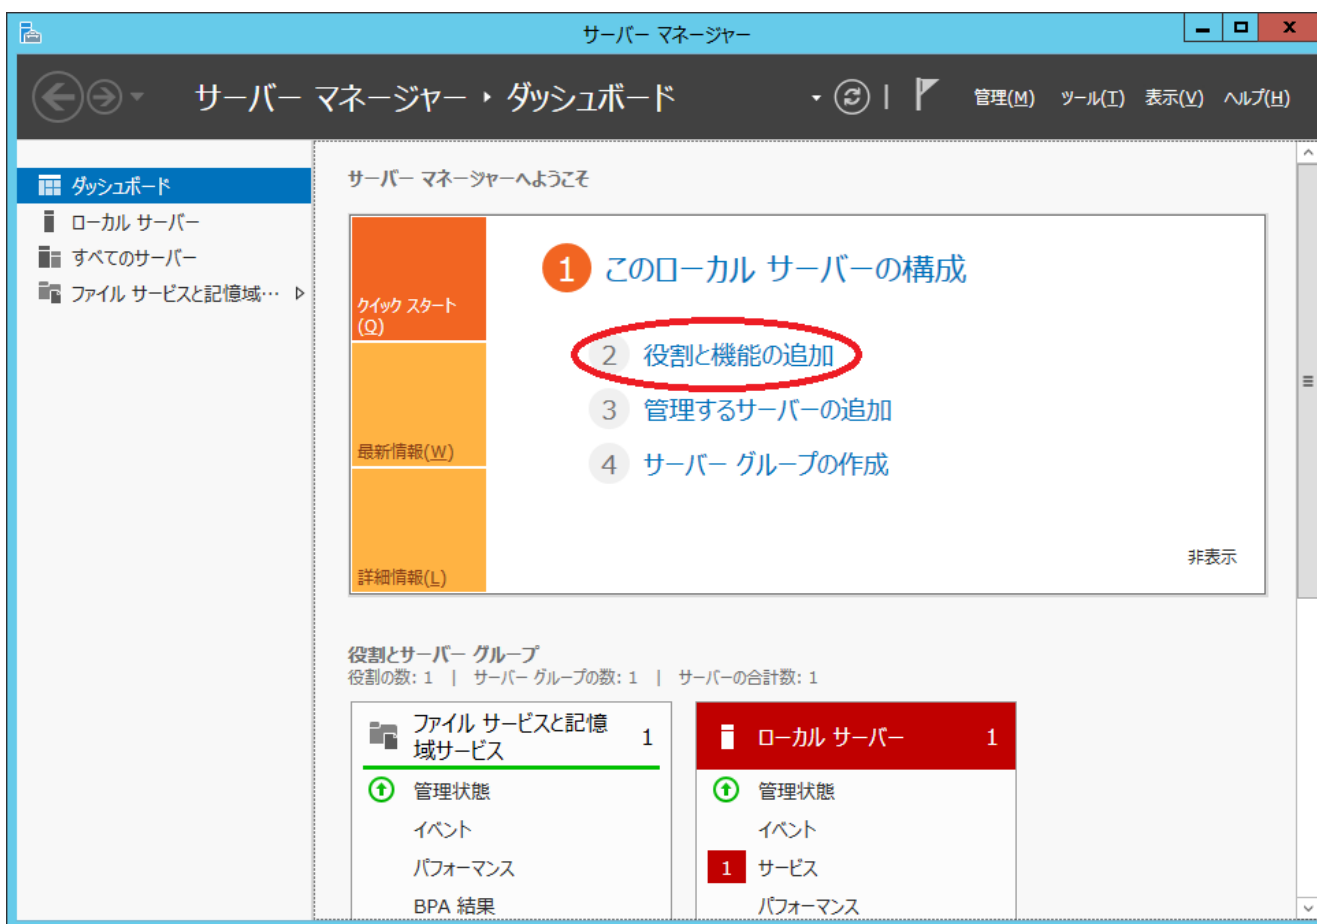 サーバー マネージャー
サーバー マネージャー ダッシュボード
管理(M) ツール(T) 表示(V) ヘルプ(H)
ダッシュボード
ローカル サーバー
すべてのサーバー
ファイル サービスと記憶域…
サーバー マネージャーへようこそ
クイック スタート
(Q)
最新情報(W)
詳細情報(L)
1 このローカル サーバーの構成
2 役割と機能の追加
3 管理するサーバーの追加
4 サーバー グループの作成
非表示
役割とサーバー グループ
役割の数: 1 | サーバー グループの数: 1 | サーバーの合計数: 1
ファイル サービスと記憶
域サービス 1
管理状態
イベント
パフォーマンス
BPA 結果
ローカル サーバー 1
管理状態
イベント
1 サービス
パフォーマンス